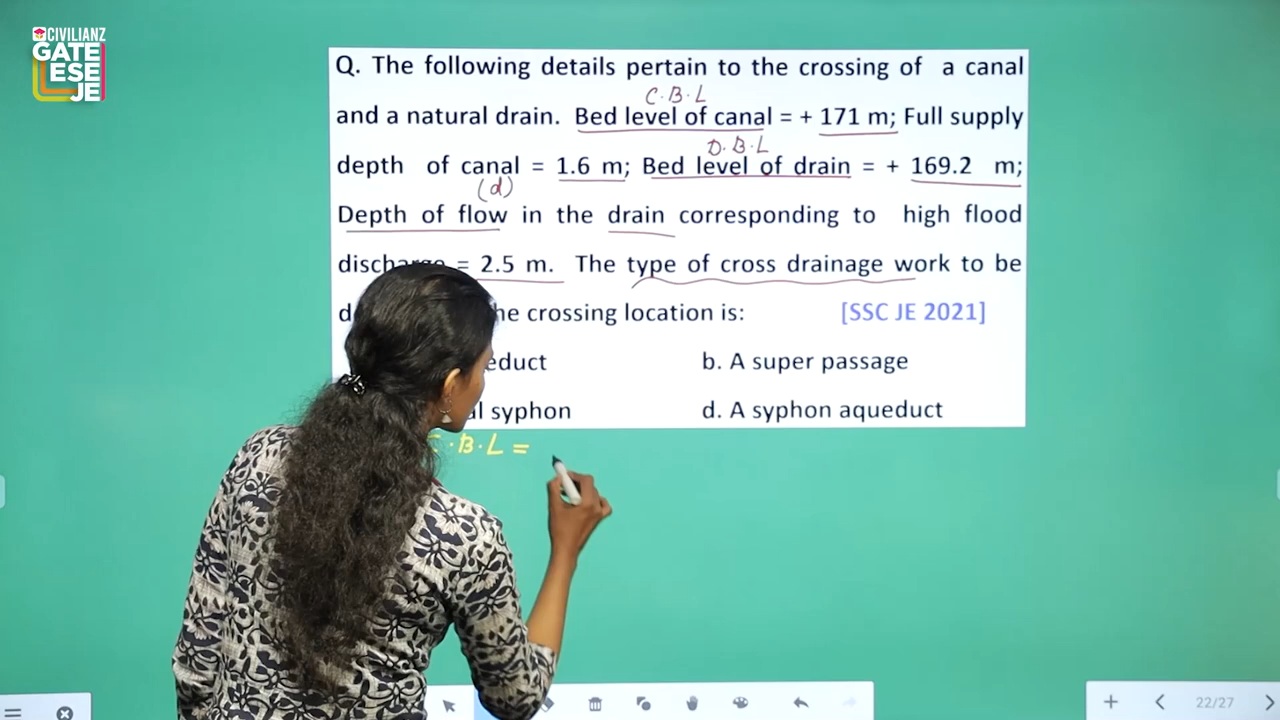 CIVILIANZ
GATE
ESE
JE
Q. The following details pertain to the crossing of a canal
C.B.L
and a natural drain. Bed level of canal = + 171 m; Full supply
D.B.L
depth of canal = 1.6 m; Bed level of drain = + 169.2 m;
(d)
Depth of flow in the drain corresponding to high flood
= 2.5 m. The type of cross drainage work to be
the crossing location is: [SSC JE 2021]
b. A super passage
syphon d. A syphon aqueduct
.B.L =
22/27